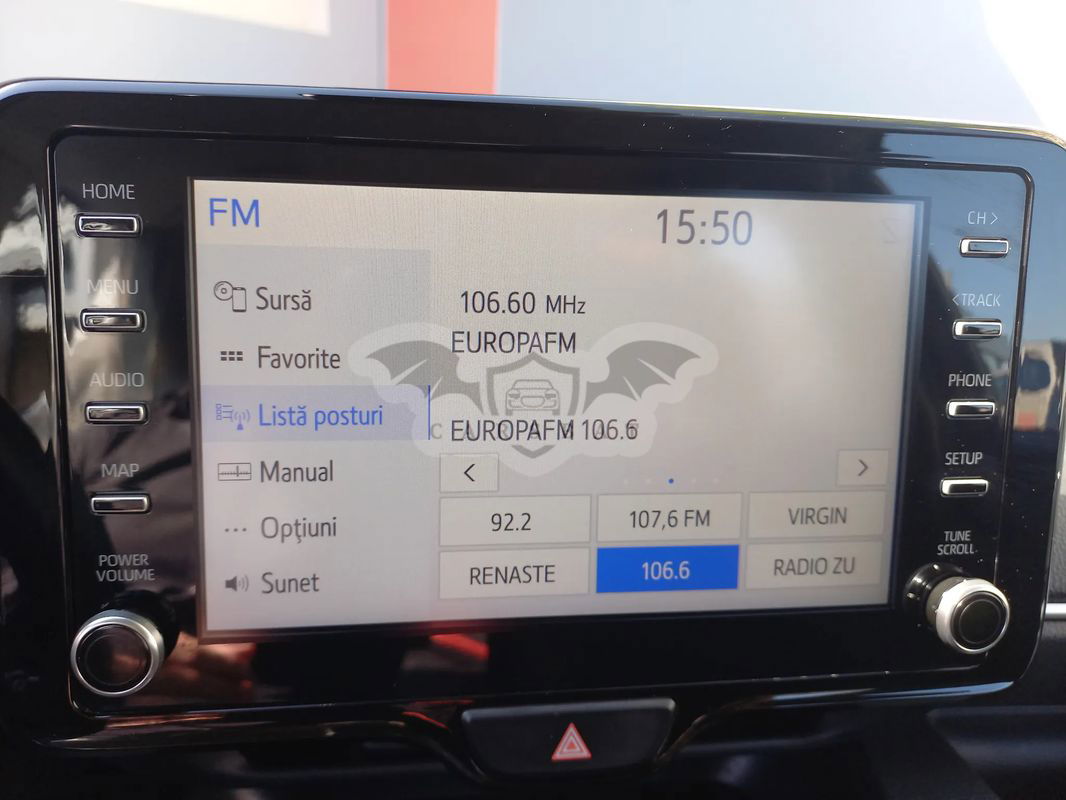 HOME
MENU
AUDIO
MAP
POWER
VOLUME
FM
15:50
Sursă
Favorite
Listă posturi
Manual
Opţiuni
Sunet
106.60 MHz
EUROPAFM
EUROPAFM 106.6
<
>
92.2
107,6 FM
VIRGIN
RENASTE
106.6
RADIO ZU
CH >
< TRACK
PHONE
SETUP
TUNE
SCROLL